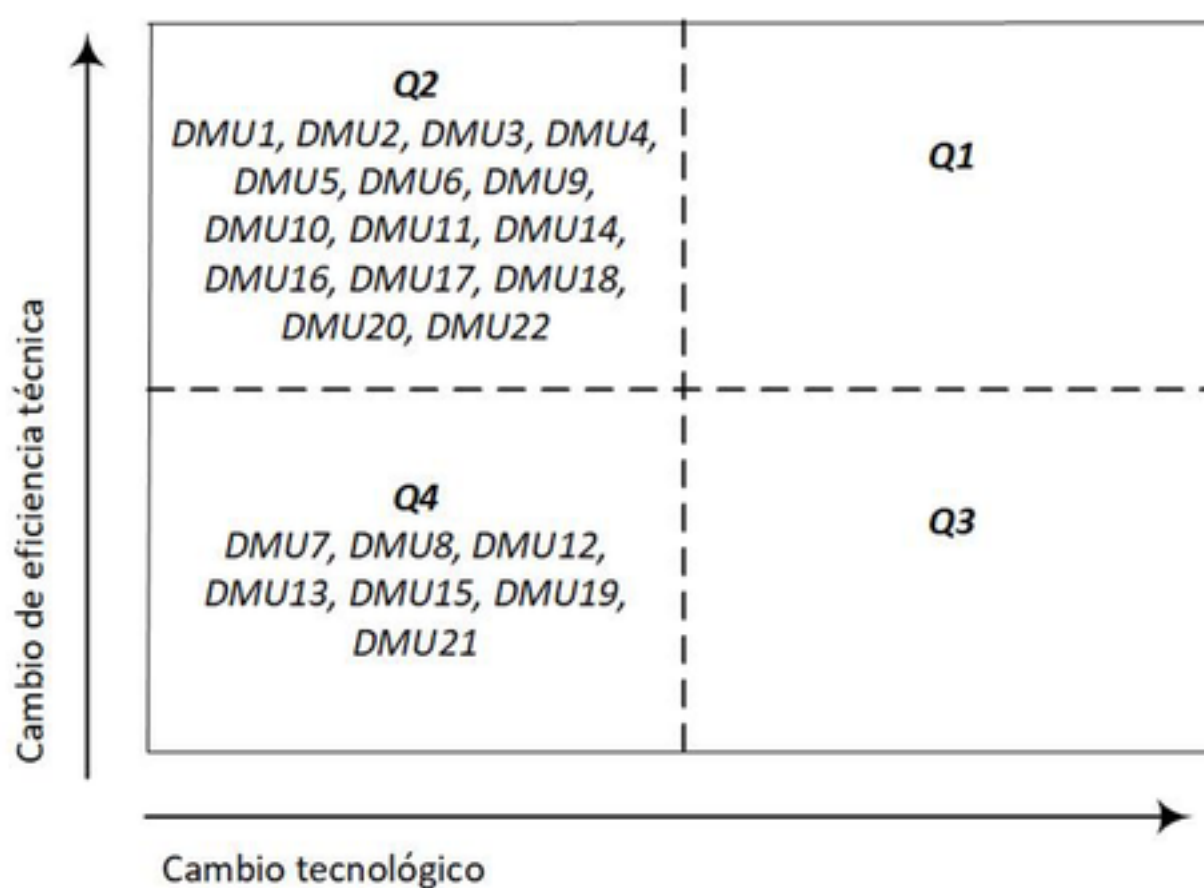 Q2
DMU1, DMU2, DMU3, DMU4,
DMU5, DMU6, DMU9,
DMU10, DMU11, DMU14,
DMU16, DMU17, DMU18,
DMU20, DMU22
Q1
Q4
DMU7, DMU8, DMU12,
DMU13, DMU15, DMU19,
DMU21
Q3
Cambio de eficiencia técnica
Cambio tecnológico